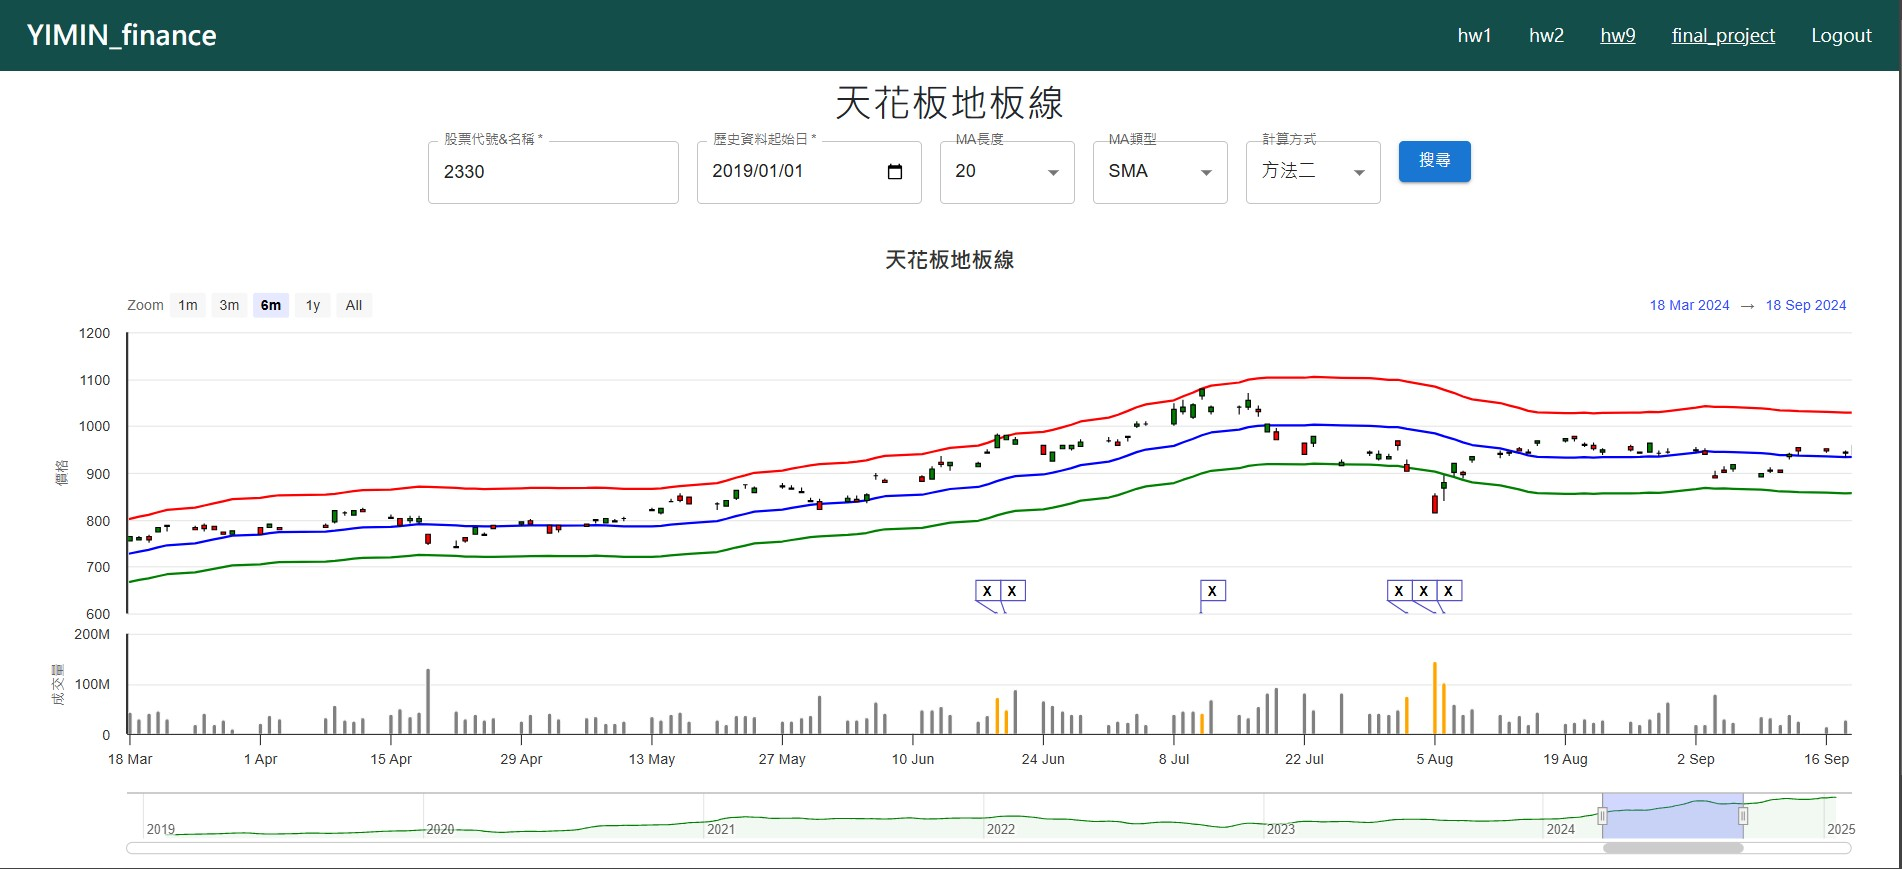 YIMIN_finance hw1 hw2 hw9 final_project Logout
天花板地板線
股票代號&名稱 * 歷史資料起始日 * MA長度 MA類型 計算方式
2330 2019/01/01 20 SMA 方法二 搜尋
天花板地板線
Zoom 1m 3m 6m 1y All 18 Mar 2024 → 18 Sep 2024
1200
1100
1000
900
800
700
600
價格
X X X X X X
200M
100M
0
成交量
18 Mar 1 Apr 15 Apr 29 Apr 13 May 27 May 10 Jun 24 Jun 8 Jul 22 Jul 5 Aug 19 Aug 2 Sep 16 Sep
2019 2020 2021 2022 2023 2024 2025